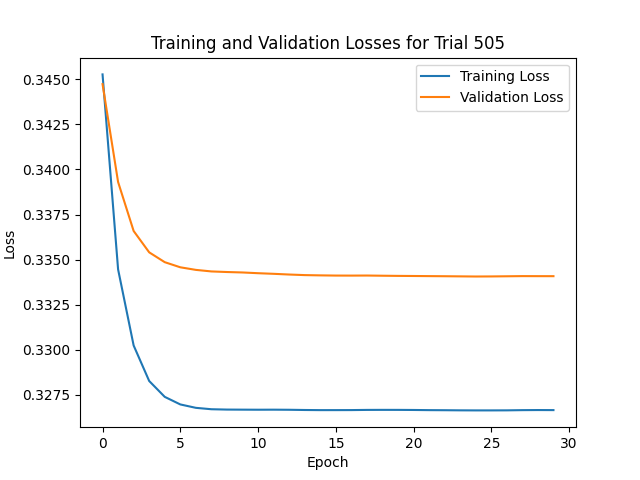 Training and Validation Losses for Trial 505
Training Loss
Validation Loss
0.3450
0.3425
0.3400
0.3375
0.3350
0.3325
0.3300
0.3275
Loss
0 5 10 15 20 25 30
Epoch